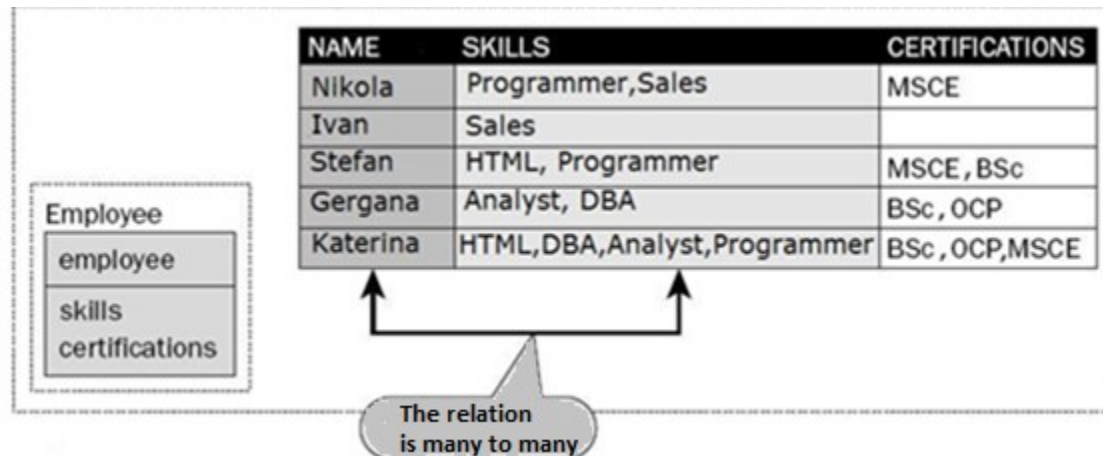 NAME SKILLS CERTIFICATIONS
Nikola Programmer,Sales MSCE
Ivan Sales
Stefan HTML, Programmer MSCE, BSc
Gergana Analyst, DBA BSc, OCP
Katerina HTML,DBA,Analyst,Programmer BSc, OCP,MSCE
Employee
employee
skills
certifications
The relation
is many to many